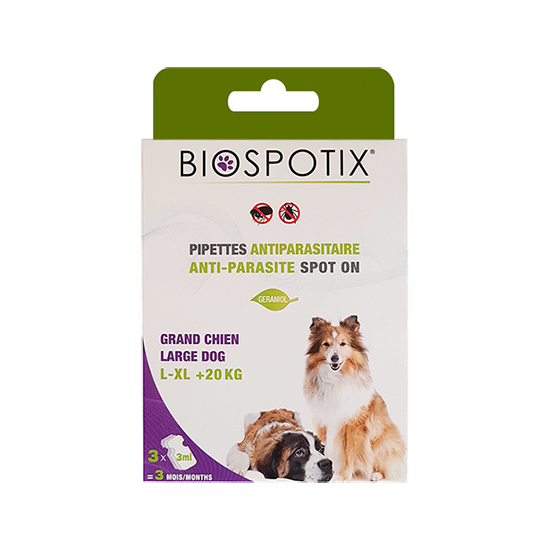 BIOSPOTIX®
PIPETTES ANTIPARASITAIRE
ANTI-PARASITE SPOT ON
GERANIOL
GRAND CHIEN
LARGE DOG
L-XL +20 KG
3 x 3ml
= 3 MOIS/MONTHS